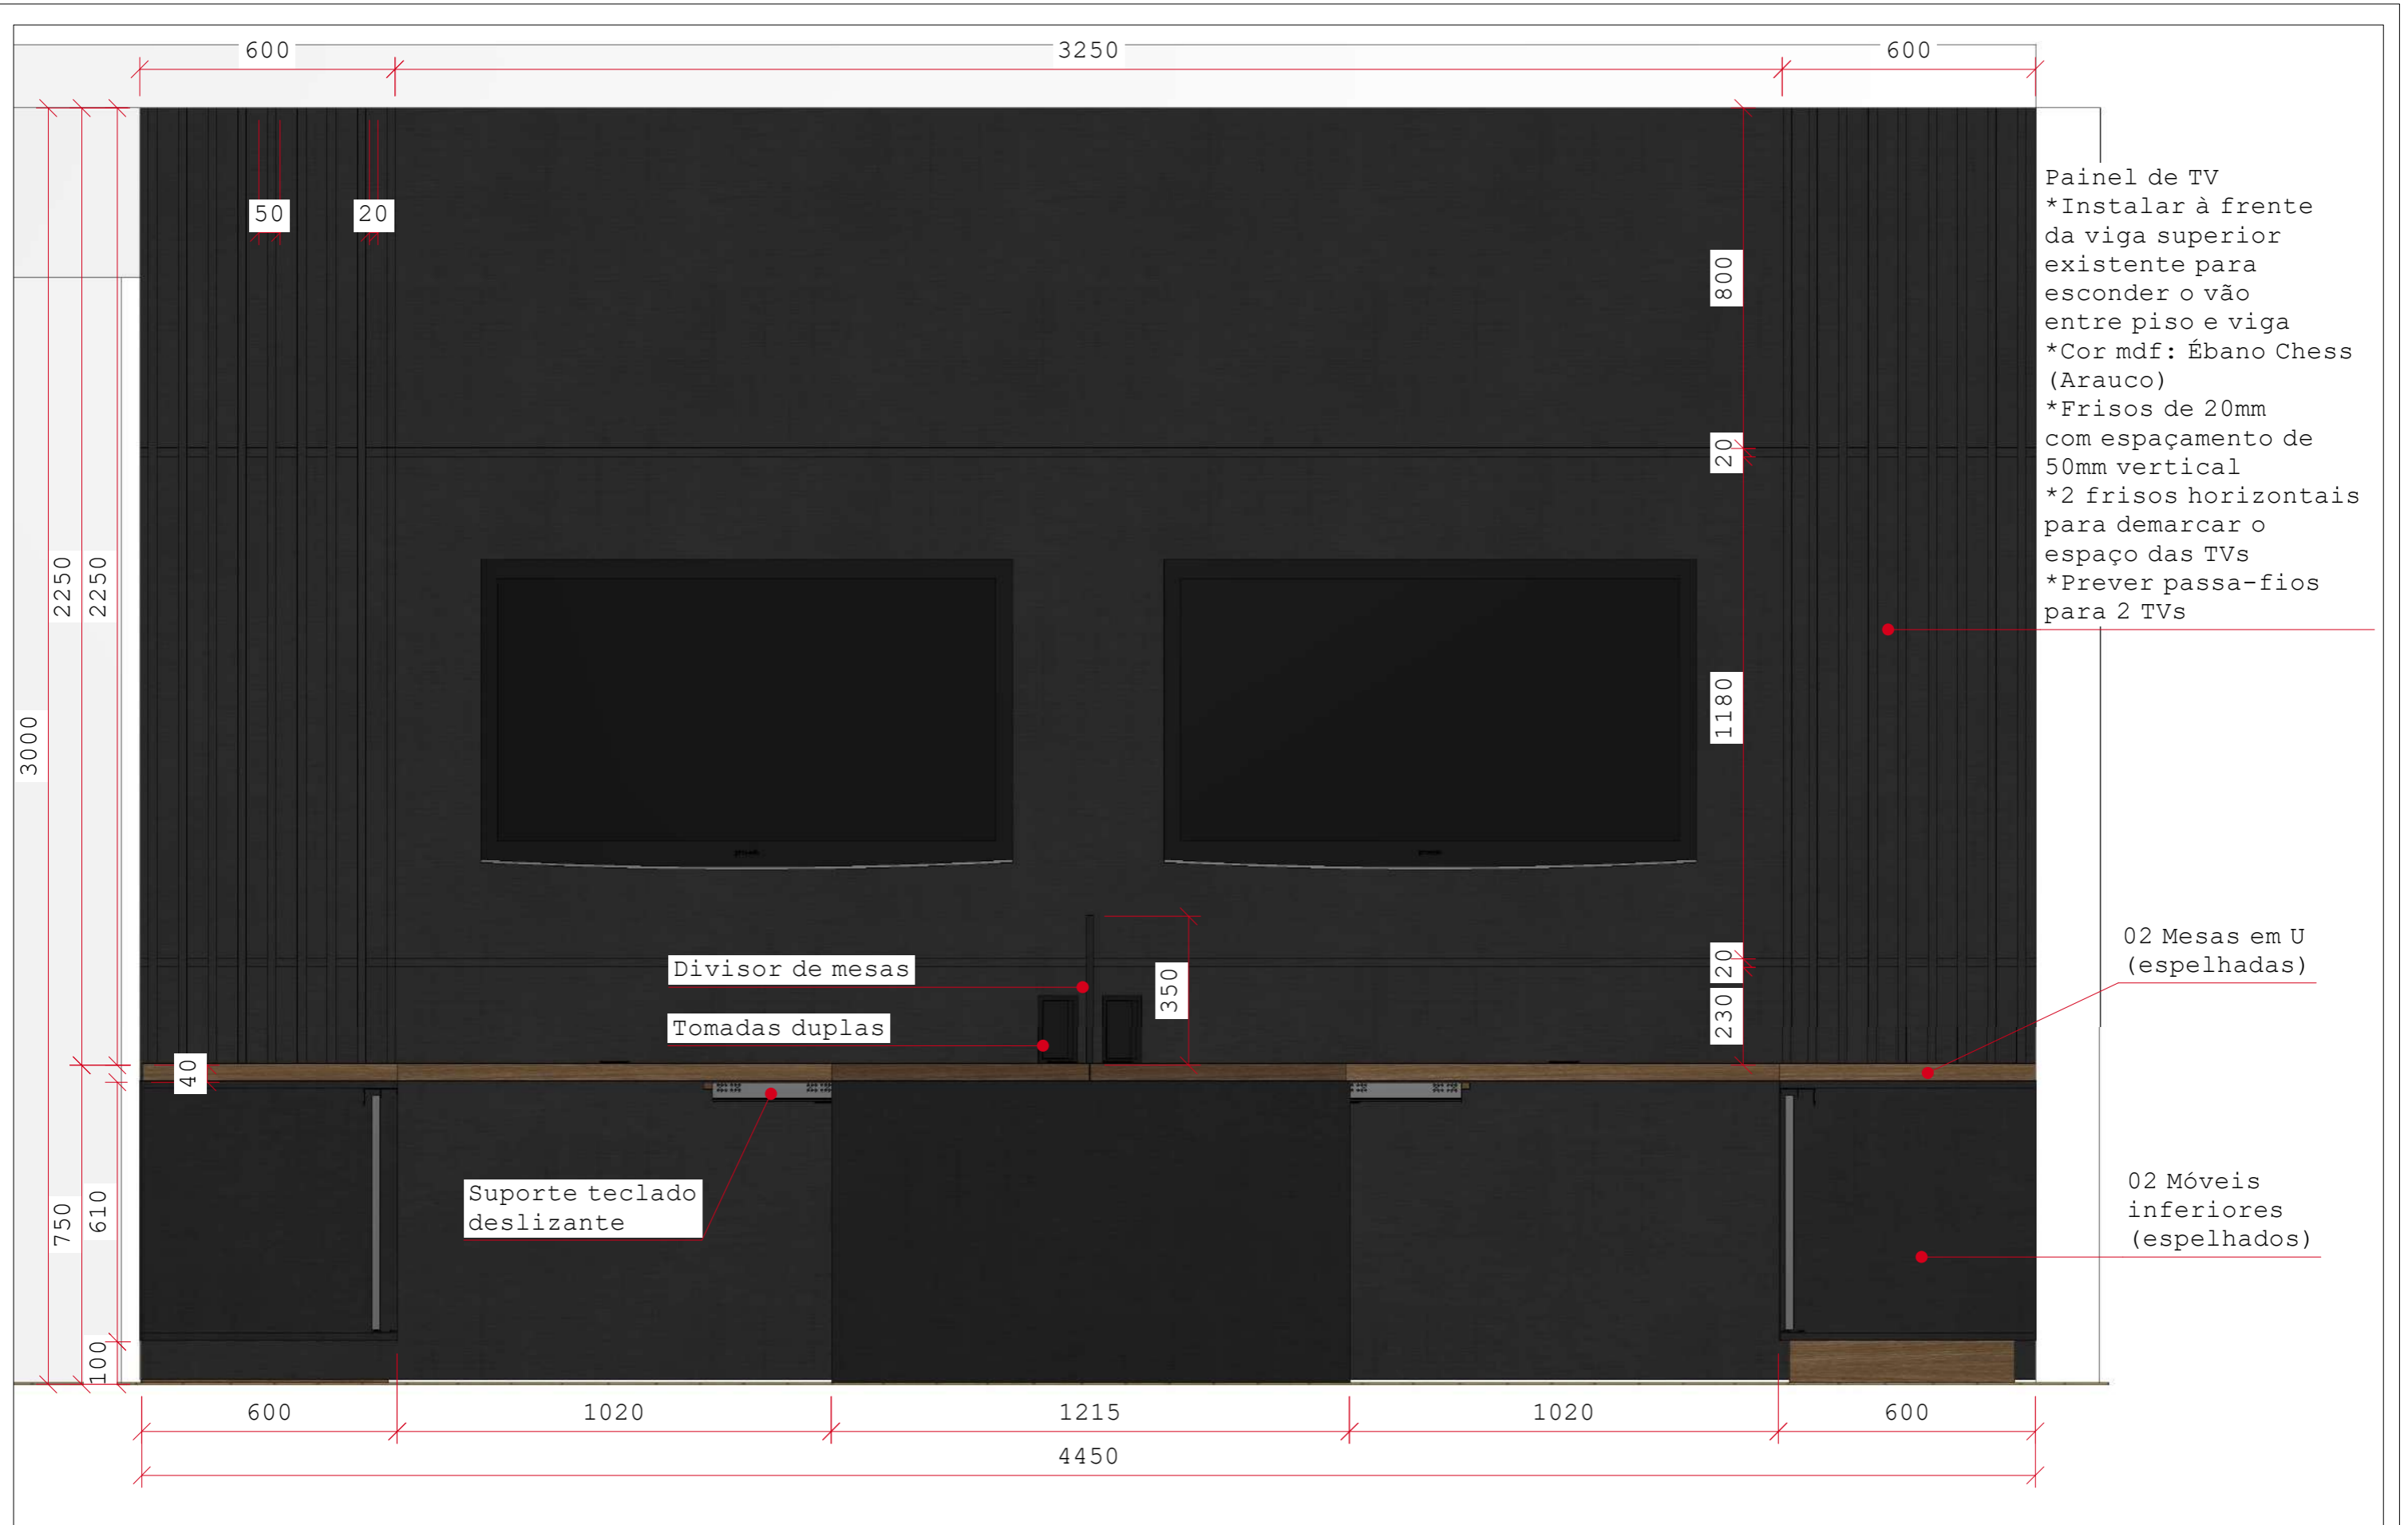 600
3250
600
50
20
800
20
1180
20
230
2250
2250
3000
750
610
100
40
350
Painel de TV
*Instalar à frente
da viga superior
existente para
esconder o vão
entre piso e viga
*Cor mdf: Ébano Chess
(Arauco)
*Frisos de 20mm
com espaçamento de
50mm vertical
*2 frisos horizontais
para demarcar o
espaço das TVs
*Prever passa-fios
para 2 TVs
Divisor de mesas
Tomadas duplas
02 Mesas em U
(espelhadas)
Suporte teclado
deslizante
02 Móveis
inferiores
(espelhados)
600
1020
1215
1020
600
4450